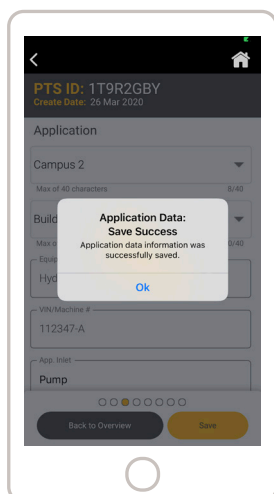 PTS ID: 1T9R2GBY
Create Date: 26 Mar 2020
Application
Campus 2
Max of 40 characters 8/40
Build
Application Data:
Save Success
Application data information was
successfully saved.
Ok
Max o 0/40
Equip
Hyd
VIN/Machine #
112347-A
App. Inlet
Pump
Back to Overview Save